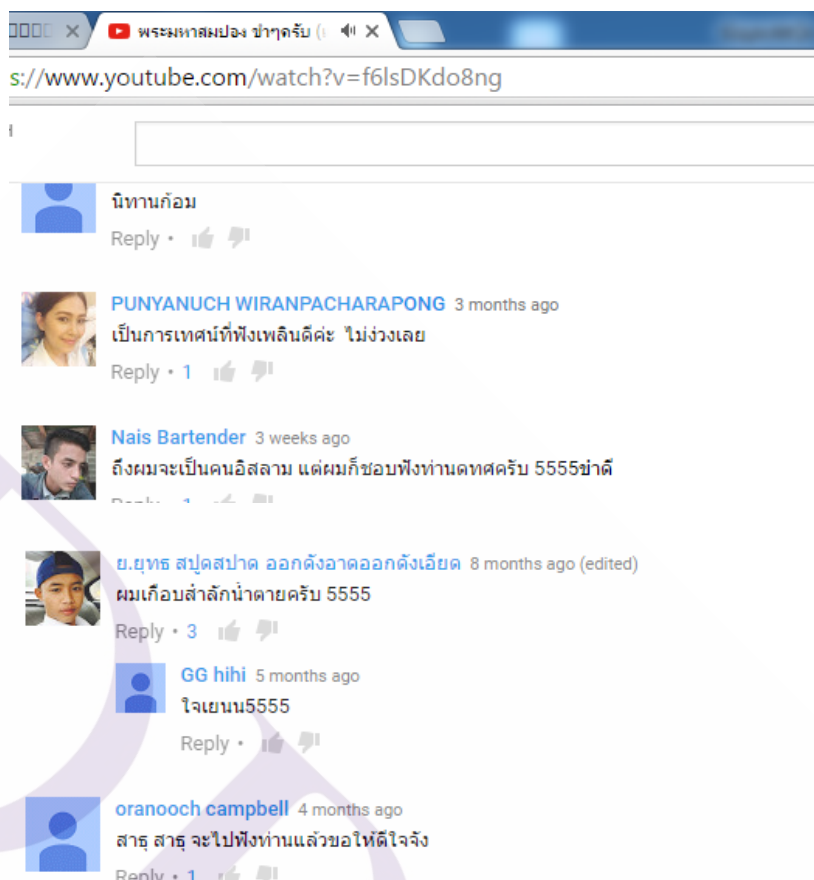 พระมหาสมปอง ขำๆครับ (
s://www.youtube.com/watch?v=f6lsDKdo8ng
นิทานก้อม
Reply •
PUNYANUCH WIRANPACHARAPONG 3 months ago
เป็นการเทศน์ที่ฟังเพลินดีค่ะ ไม่ง่วงเลย
Reply • 1
Nais Bartender 3 weeks ago
ถึงผมจะเป็นคนอิสลาม แต่ผมก็ชอบฟังท่านดทศครับ 5555ขำดี
Reply • 1
ย.ยุทธ สปูดสปาด ออกดังอาดออกดังเอียด 8 months ago (edited)
ผมเกือบสำลักน้ำตายครับ 5555
Reply • 3
GG hihi 5 months ago
ใจเยนน5555
Reply •
oranooch campbell 4 months ago
สาธุ สาธุ จะไปฟังท่านแล้วขอให้ดีใจจัง
Reply • 1